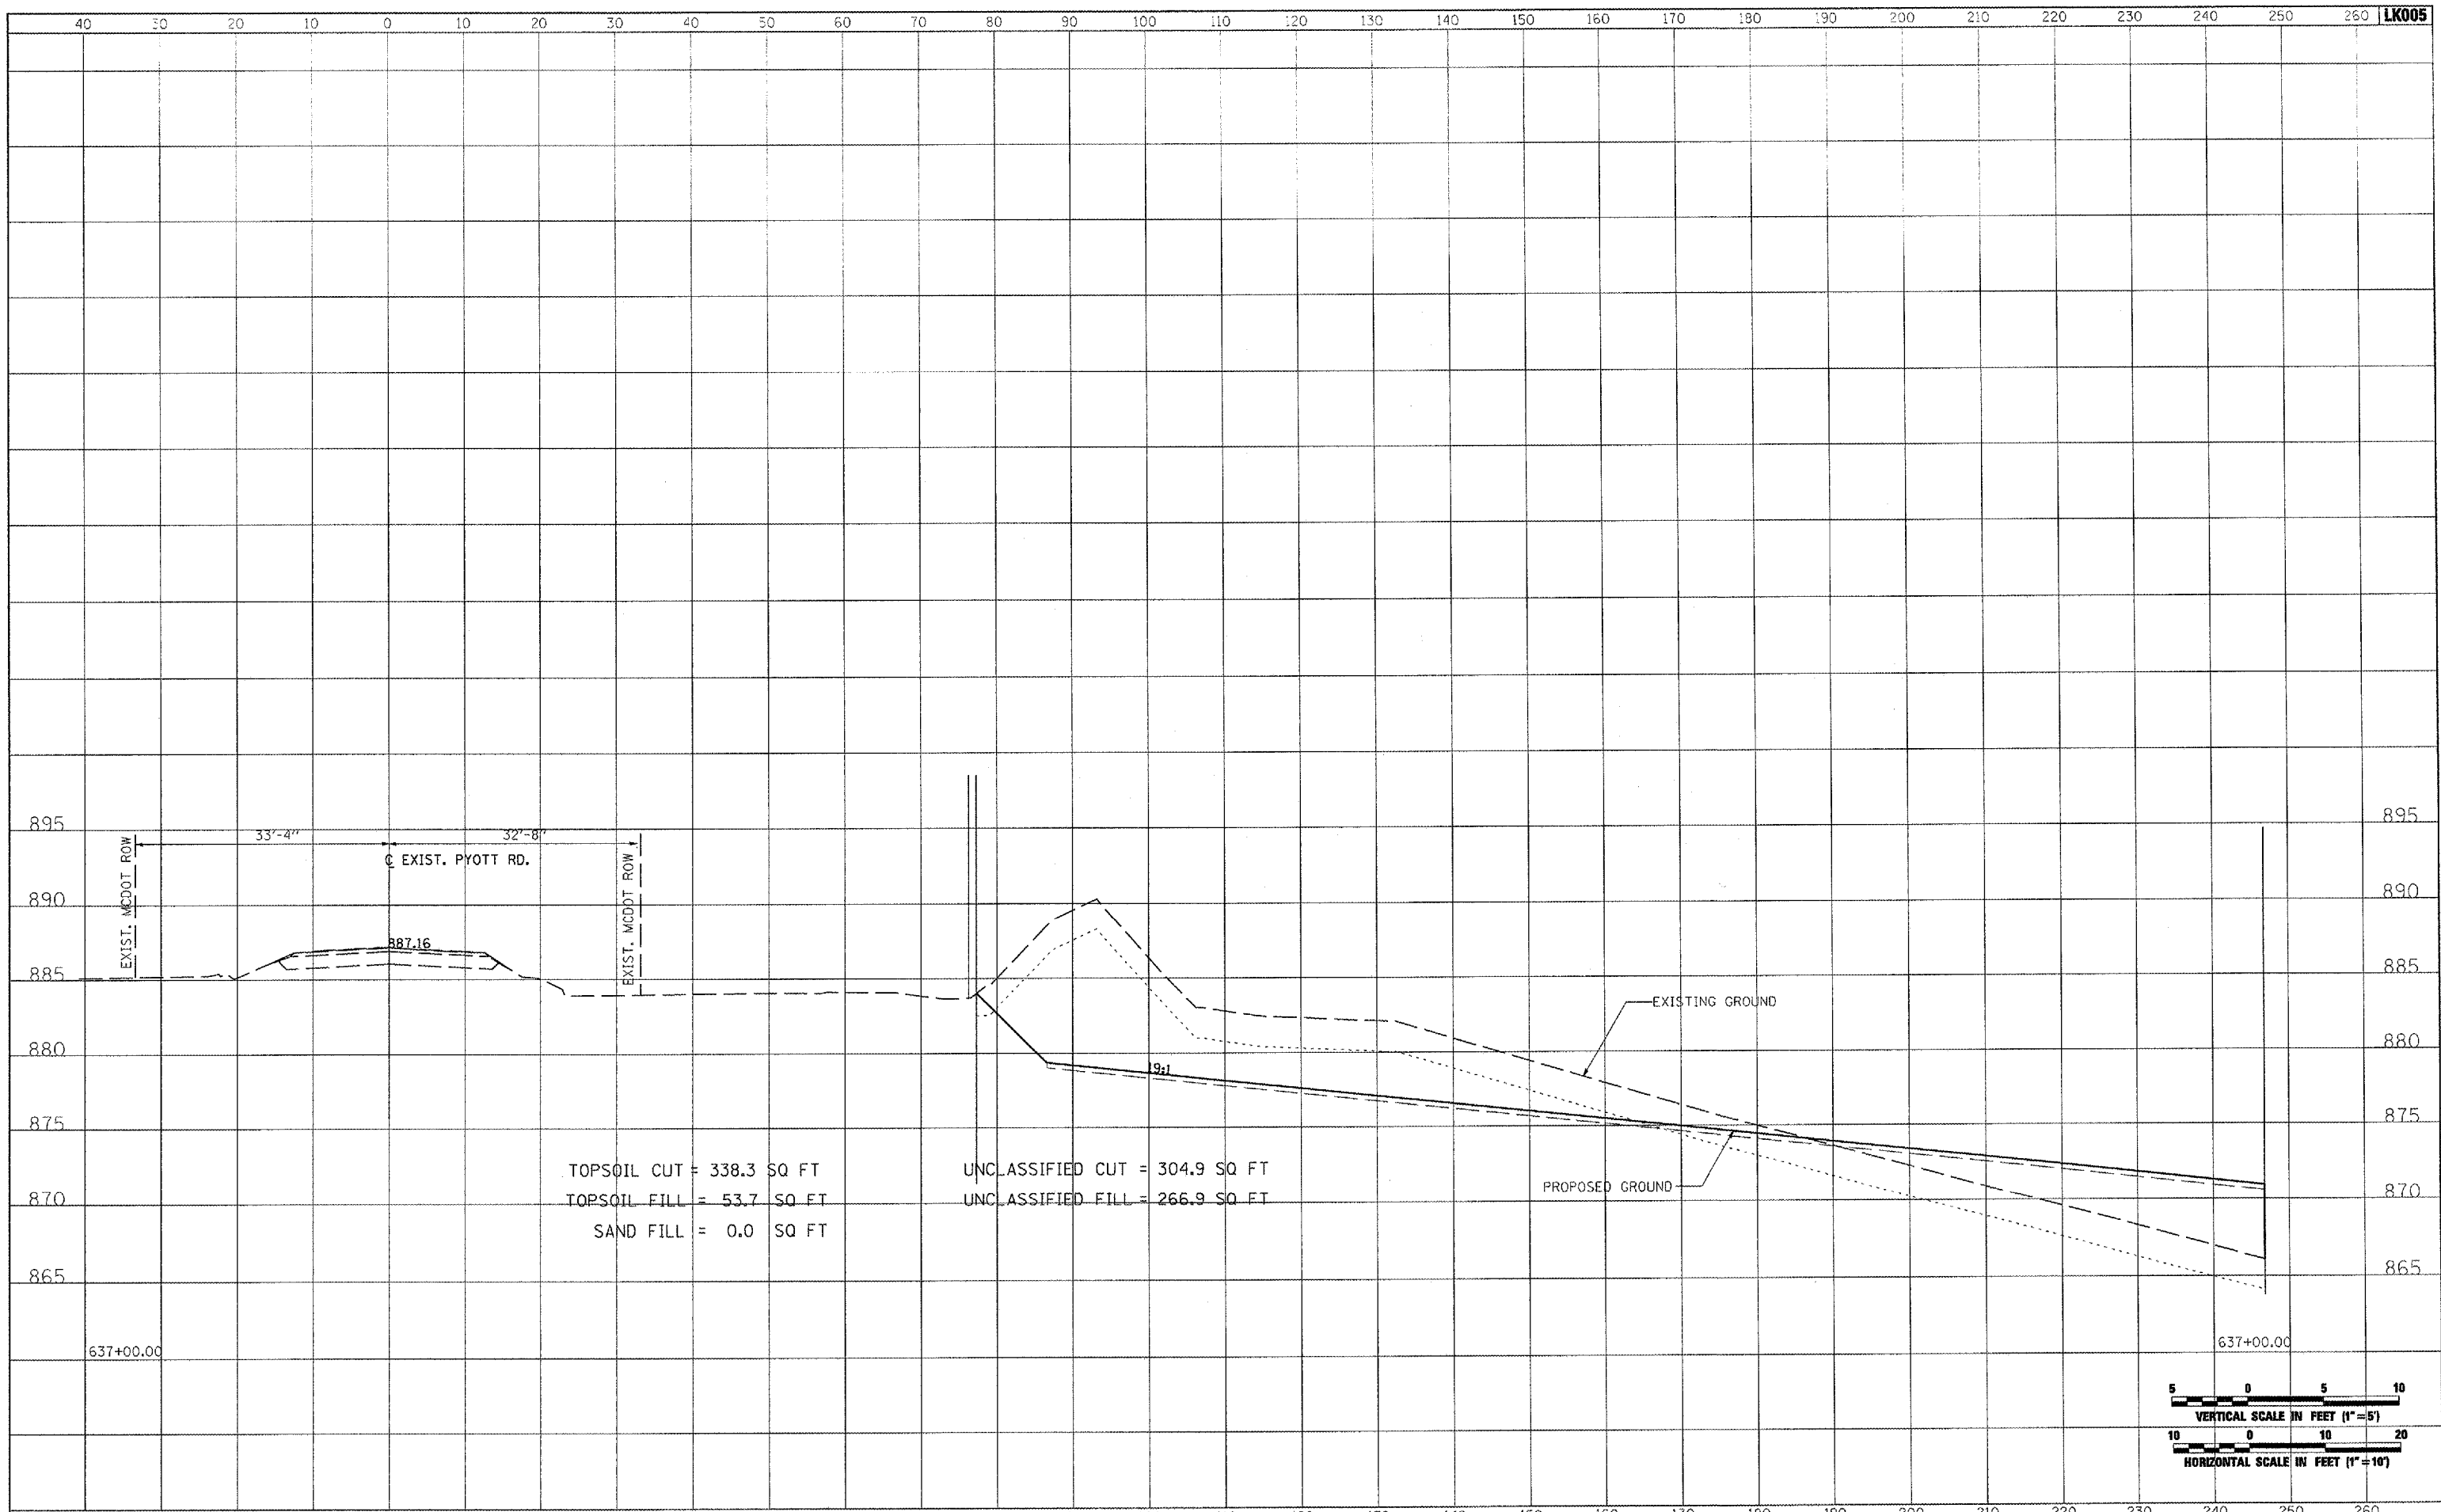 40 30 20 10 0 10 20 30 40 50 60 70 80 90 100 110 120 130 140 150 160 170 180 190 200 210 220 230 240 250 260 LK005
895 895
33'-4" 32'-8"
℄ EXIST. PYOTT RD.
EXIST. MCDOT ROW
EXIST. MCDOT ROW
890 890
887.16
885 885
EXISTING GROUND
880 880
19:1
875 875
TOPSOIL CUT = 338.3 SQ FT UNCLASSIFIED CUT = 304.9 SQ FT
PROPOSED GROUND
870 870
TOPSOIL FILL = 53.7 SQ FT UNCLASSIFIED FILL = 266.9 SQ FT
SAND FILL = 0.0 SQ FT
865 865
637+00.00 637+00.00
5 0 5 10
VERTICAL SCALE IN FEET (1"=5')
10 0 10 20
HORIZONTAL SCALE IN FEET (1"=10')